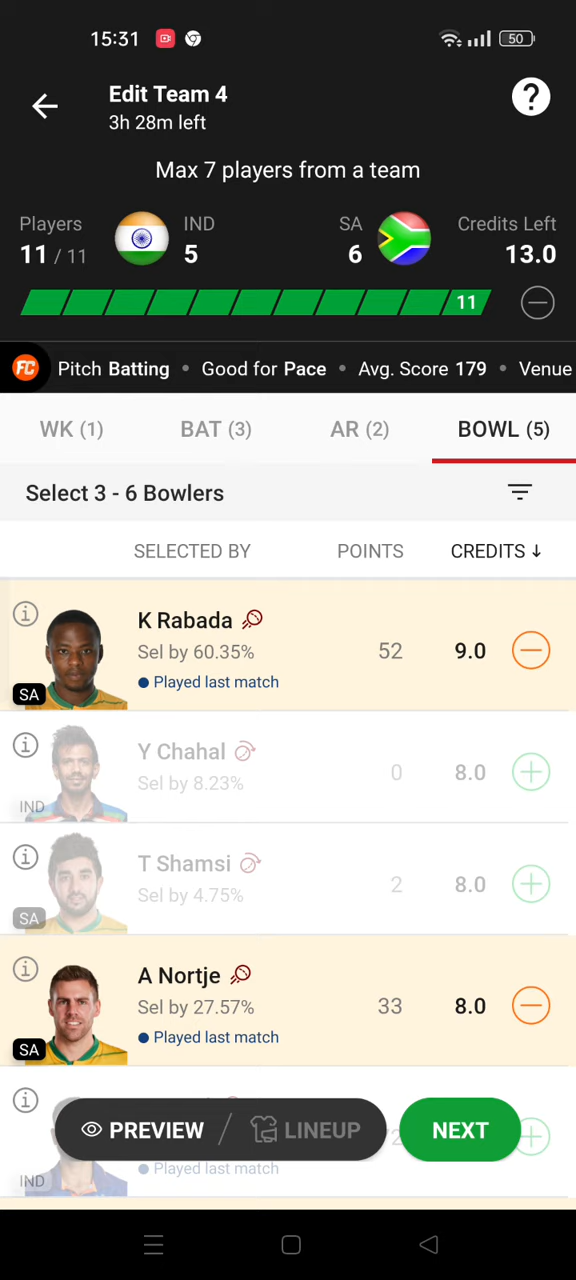 15:31
50
Edit Team 4
3h 28m left
?
Max 7 players from a team
Players
11 / 11
IND
5
SA
6
Credits Left
13.0
11
FC Pitch Batting • Good for Pace • Avg. Score 179 • Venue
WK (1) BAT (3) AR (2) BOWL (5)
Select 3 - 6 Bowlers
SELECTED BY POINTS CREDITS ↓
K Rabada
Sel by 60.35% 52 9.0
Played last match
SA
Y Chahal
Sel by 8.23% 0 8.0
IND
T Shamsi
Sel by 4.75% 2 8.0
SA
A Nortje
Sel by 27.57% 33 8.0
Played last match
SA
PREVIEW / LINEUP NEXT
Played last match
IND